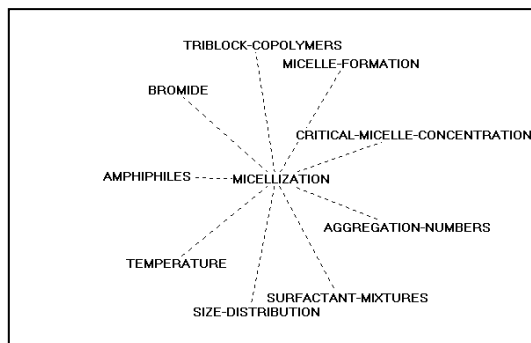 TRIBLOCK-COPOLYMERS
MICELLE-FORMATION
BROMIDE
CRITICAL-MICELLE-CONCENTRATION
AMPHIPHILES
MICELLIZATION
AGGREGATION-NUMBERS
TEMPERATURE
SURFACTANT-MIXTURES
SIZE-DISTRIBUTION